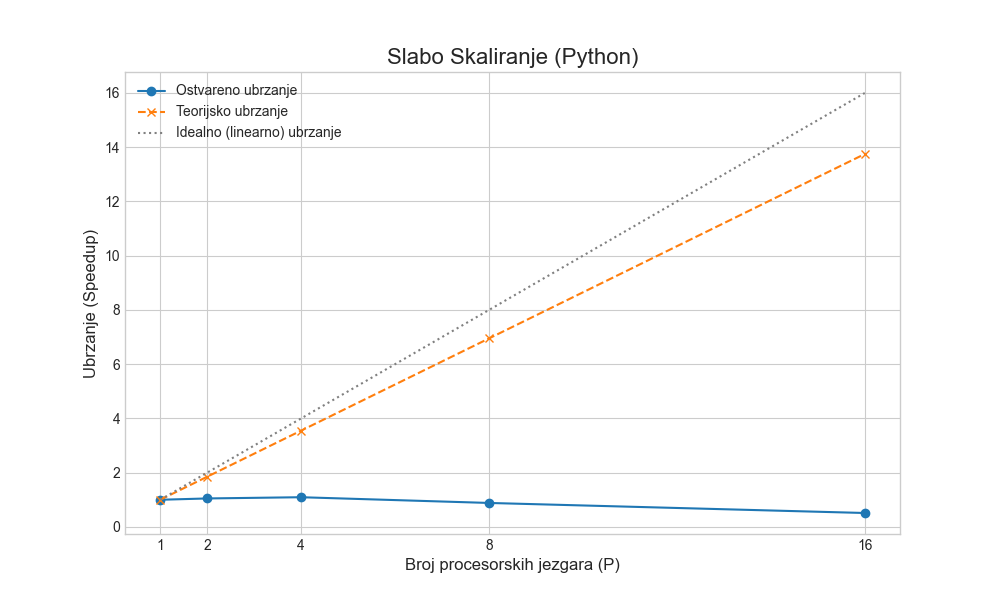 Slabo Skaliranje (Python)
Ostvareno ubrzanje
Teorijsko ubrzanje
Idealno (linearno) ubrzanje
Ubrzanje (Speedup)
16
14
12
10
8
6
4
2
0
1 2 4 8 16
Broj procesorskih jezgara (P)